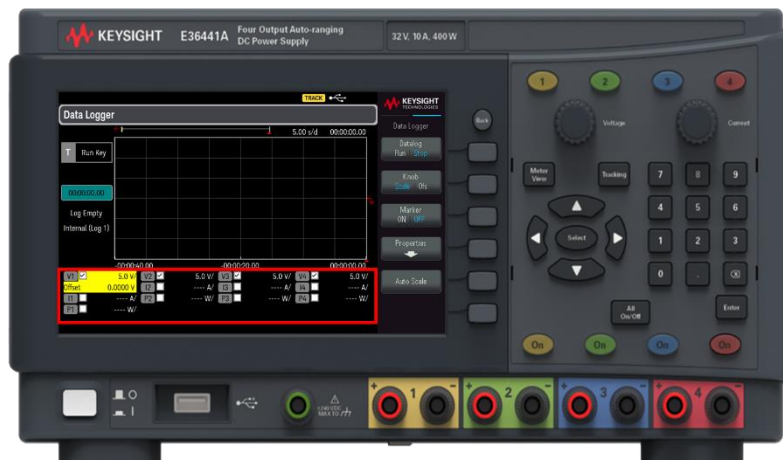 KEYSIGHT E36441A Four Output Auto-ranging
DC Power Supply
32 V, 10 A, 400 W
TRACK
KEYSIGHT
TECHNOLOGIES
Data Logger
Data Logger
5.00 s/d 00:00:00.00
T Run Key
00:00:00.00
Log Empty
Internal (Log 1)
-00:00:40.00 -00:00:20.00 00:00:00.00
V1 5.0 V/ V2 5.0 V/ V3 5.0 V/ V4 5.0 V/
Offset 0.0000 V I2 ---- A/ I3 ---- A/ I4 ---- A/
I1 ---- A/ P2 ---- W/ P3 ---- W/ P4 ---- W/
P1 ---- W/
Datalog
Run Stop
Knob
Scale Ofs
Marker
ON OFF
Properties
Auto Scale
Back
1 2 3 4
Voltage
Current
Meter
View
Tracking
7 8 9
4 5 6
Select
1 2 3
0 .
All
On/Off
Enter
On On On On
+ 1 − + 2 − + 3 − + 4 −